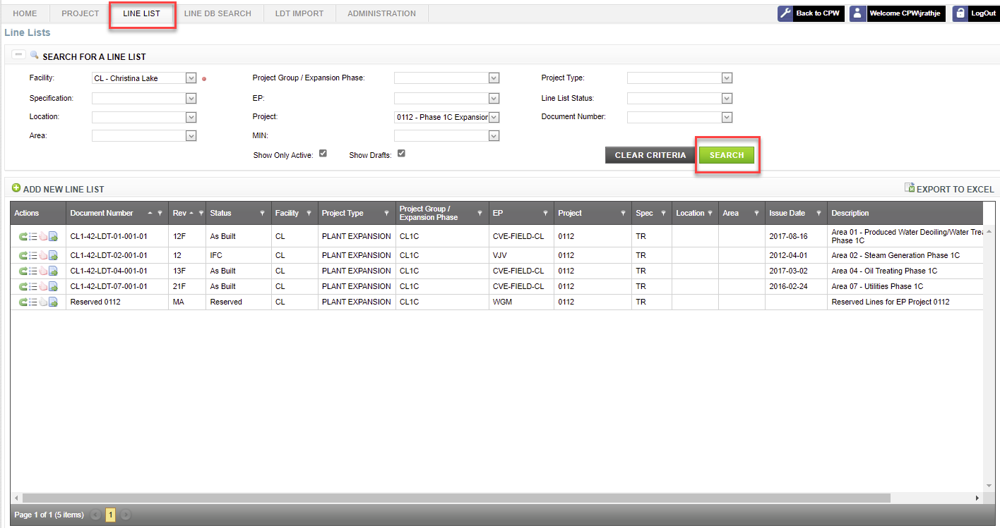 HOME PROJECT LINE LIST LINE DB SEARCH LDT IMPORT ADMINISTRATION Back to CPW Welcome CPW\jrathje LogOut
Line Lists
SEARCH FOR A LINE LIST
Facility: CL - Christina Lake Project Group / Expansion Phase: Project Type:
Specification: EP: Line List Status:
Location: Project: 0112 - Phase 1C Expansion Document Number:
Area: MIN:
Show Only Active: Show Drafts: CLEAR CRITERIA SEARCH
ADD NEW LINE LIST EXPORT TO EXCEL
Actions Document Number Rev Status Facility Project Type Project Group / Expansion Phase EP Project Spec Location Area Issue Date Description
CL1-42-LDT-01-001-01 12F As Built CL PLANT EXPANSION CL1C CVE-FIELD-CL 0112 TR 2017-08-16 Area 01 - Produced Water Deoiling/Water Trea
Phase 1C
CL1-42-LDT-02-001-01 12 IFC CL PLANT EXPANSION CL1C VJV 0112 TR 2012-04-01 Area 02 - Steam Generation Phase 1C
CL1-42-LDT-04-001-01 13F As Built CL PLANT EXPANSION CL1C CVE-FIELD-CL 0112 TR 2017-03-02 Area 04 - Oil Treating Phase 1C
CL1-42-LDT-07-001-01 21F As Built CL PLANT EXPANSION CL1C CVE-FIELD-CL 0112 TR 2016-02-24 Area 07 - Utilities Phase 1C
Reserved 0112 MA Reserved CL PLANT EXPANSION CL1C WGM 0112 TR Reserved Lines for EP Project 0112
Page 1 of 1 (5 items) 1